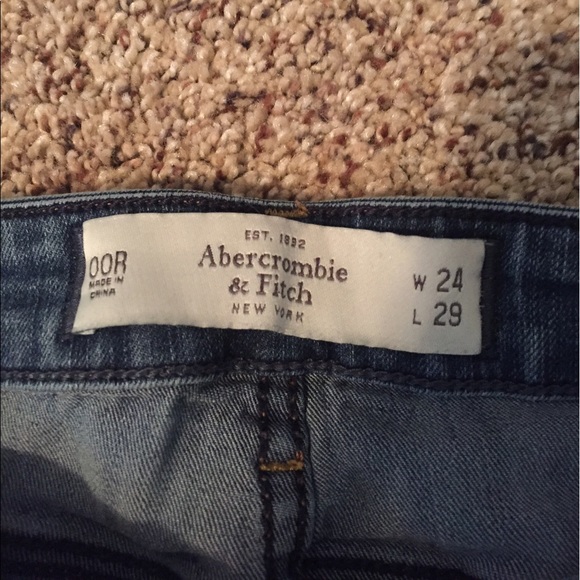 00R
MADE IN
CHINA
EST. 1892
Abercrombie
& Fitch
NEW YORK
W 24
L 29